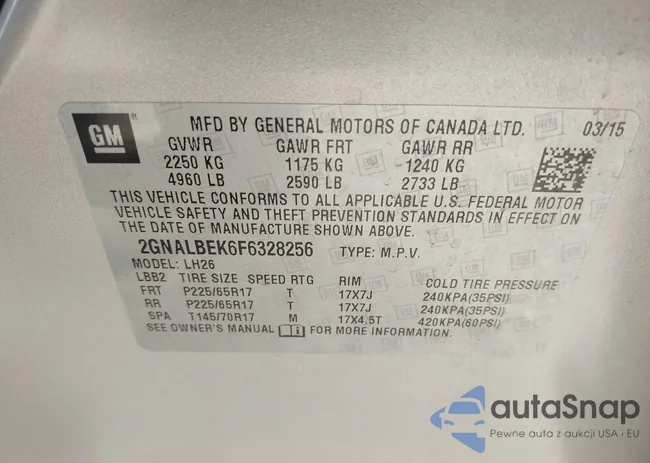 GM ®
MFD BY GENERAL MOTORS OF CANADA LTD. 03/15
GVWR GAWR FRT GAWR RR
2250 KG 1175 KG 1240 KG
4960 LB 2590 LB 2733 LB
THIS VEHICLE CONFORMS TO ALL APPLICABLE U.S. FEDERAL MOTOR
VEHICLE SAFETY AND THEFT PREVENTION STANDARDS IN EFFECT ON
THE DATE OF MANUFACTURE SHOWN ABOVE.
2GNALBEK6F6328256 TYPE: M.P.V.
MODEL: LH26
LBB2 TIRE SIZE SPEED RTG RIM COLD TIRE PRESSURE
FRT P225/65R17 T 17X7J 240KPA(35PSI)
RR P225/65R17 T 17X7J 240KPA(35PSI)
SPA T145/70R17 M 17X4.5T 420KPA(60PSI)
SEE OWNER'S MANUAL FOR MORE INFORMATION.
autaSnap
Pewne auta z aukcji USA i EU